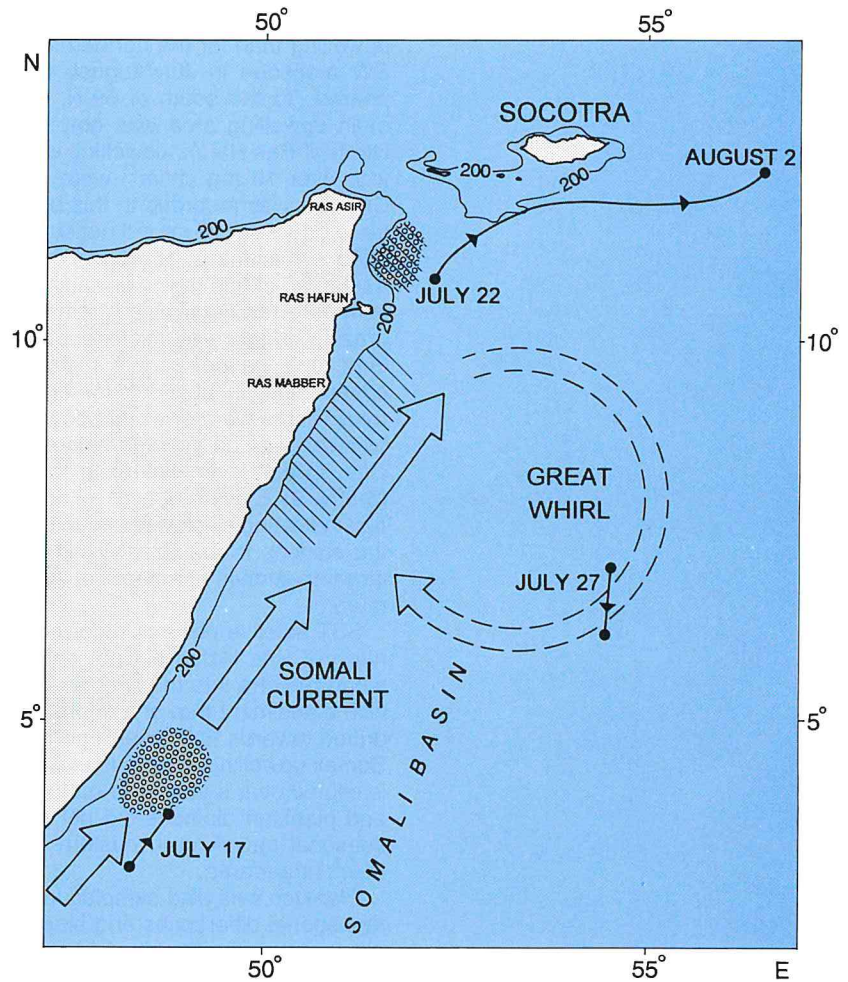 50° 55°
N
SOCOTRA
AUGUST 2
200
200
RAS ASIR
200
JULY 22
RAS HAFUN
200
10° 10°
RAS MABBER
GREAT
WHIRL
JULY 27
200
SOMALI
CURRENT
5° 5°
SOMALI BASIN
JULY 17
50° 55° E